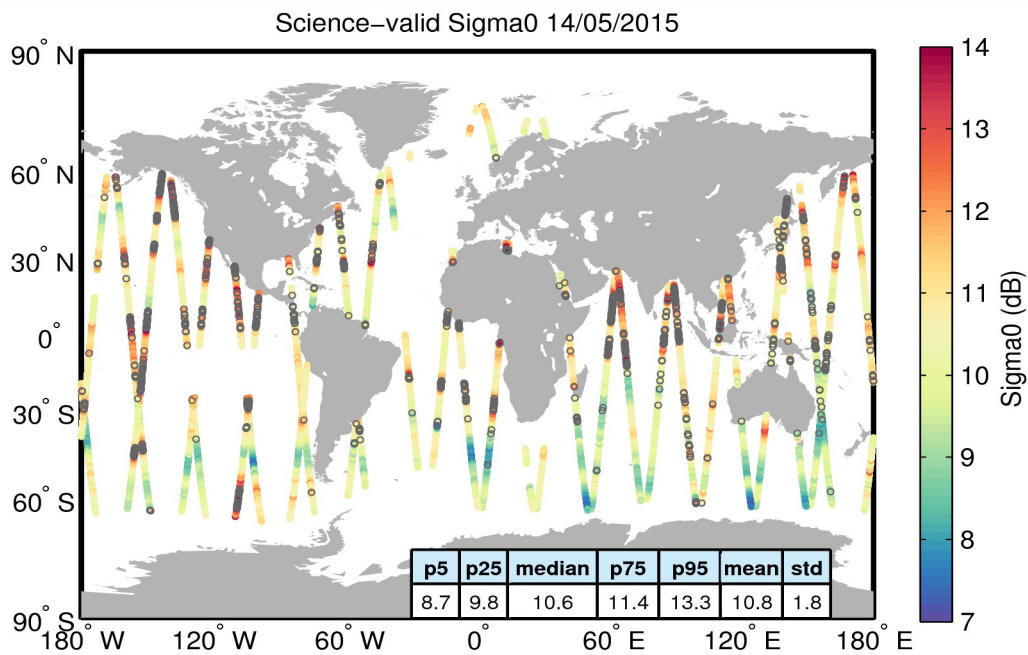 Science−valid Sigma0 14/05/2015
90° N
60° N
30° N
0°
30° S
60° S
90° S
180° W
120° W
60° W
0°
60° E
120° E
180° E
p5 p25 median p75 p95 mean std
8.7 9.8 10.6 11.4 13.3 10.8 1.8
14
13
12
11
10
9
8
7
Sigma0 (dB)